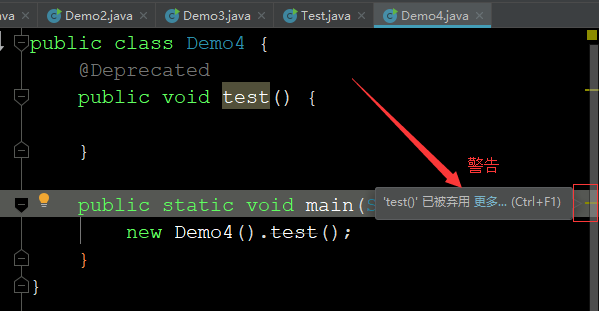 va Demo2.java Demo3.java Test.java Demo4.java
public class Demo4 {
@Deprecated
public void test() {
}
警告
public static void main(S
'test()' 已被弃用 更多... (Ctrl+F1)
new Demo4().test();
}
}